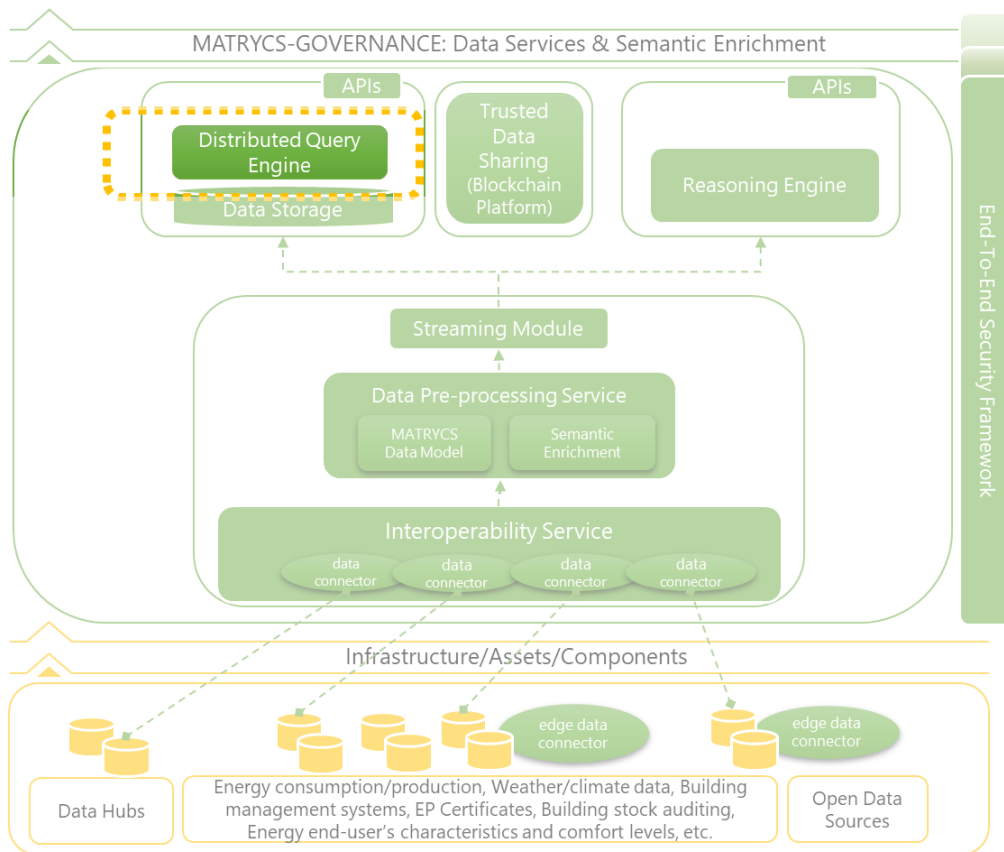 MATRYCS-GOVERNANCE: Data Services & Semantic Enrichment
APIs
Distributed Query
Engine
Data Storage
Trusted
Data
Sharing
(Blockchain
Platform)
APIs
Reasoning Engine
End-To-End Security Framework
Streaming Module
Data Pre-processing Service
MATRYCS
Data Model
Semantic
Enrichment
Interoperability Service
data
connector
data
connector
data
connector
data
connector
Infrastructure/Assets/Components
edge data
connector
edge data
connector
Data Hubs
Energy consumption/production, Weather/climate data, Building
management systems, EP Certificates, Building stock auditing,
Energy end-user's characteristics and comfort levels, etc.
Open Data
Sources